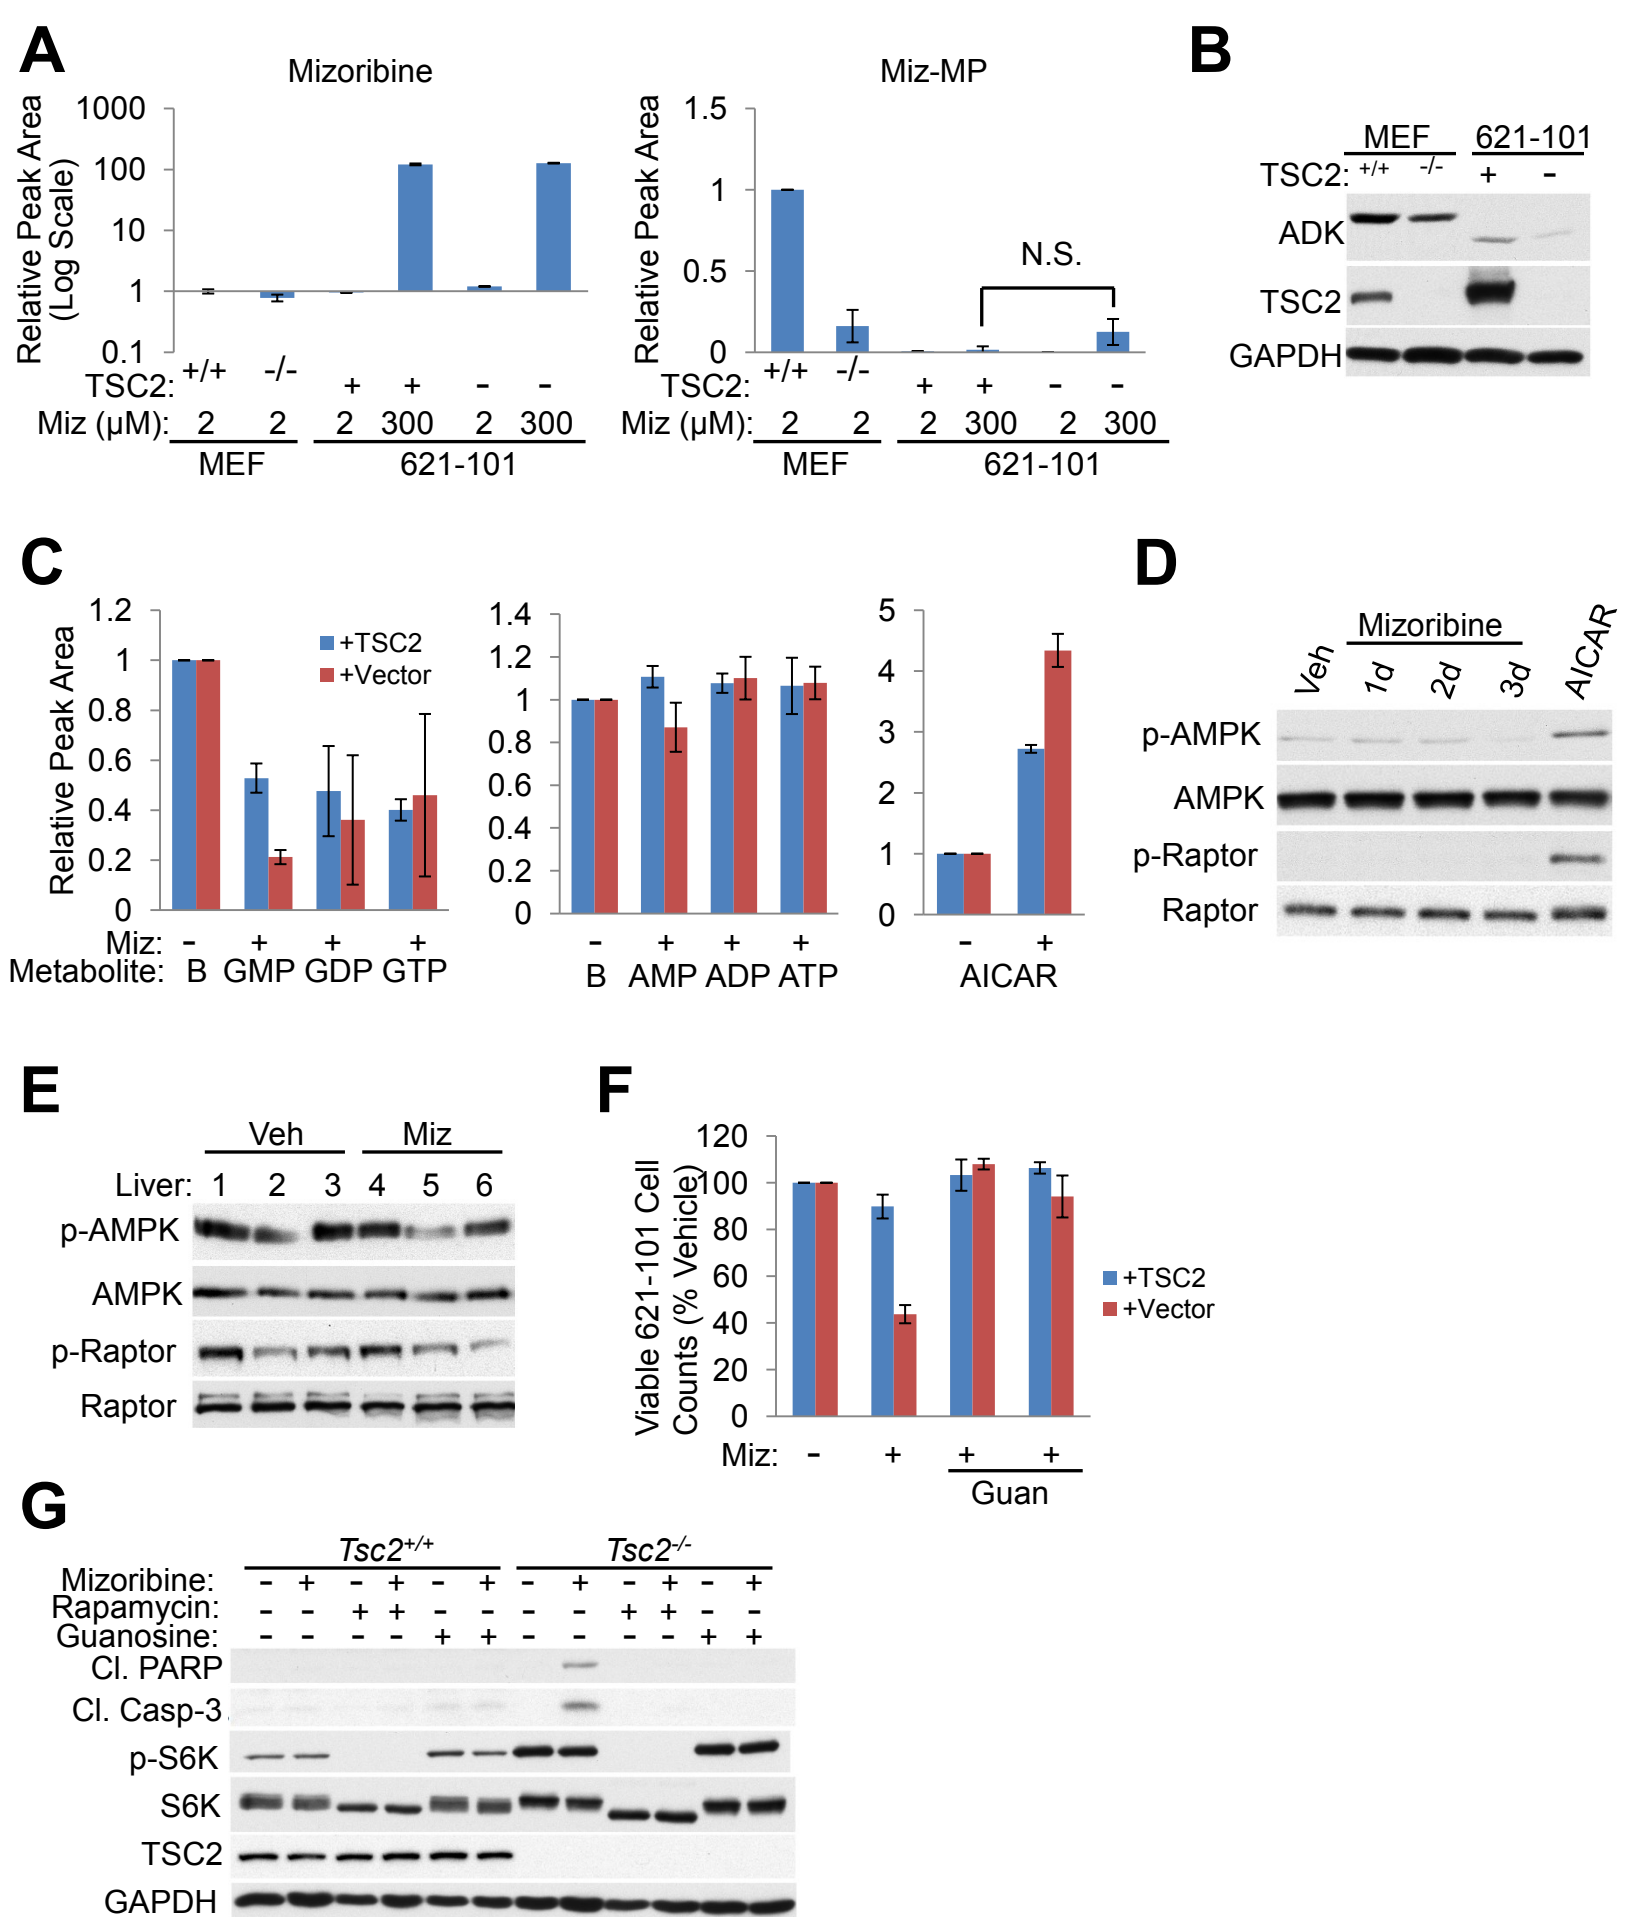 A
Mizoribine
Relative Peak Area
(Log Scale)
1000
100
10
1
0.1
TSC2: +/+ -/- + + - -
Miz (µM): 2 2 2 300 2 300
MEF 621-101
Miz-MP
Relative Peak Area
1.5
1
0.5
0
N.S.
TSC2: +/+ -/- + + - -
Miz (µM): 2 2 2 300 2 300
MEF 621-101
B
MEF 621-101
TSC2: +/+ -/- + -
ADK
TSC2
GAPDH
C
Relative Peak Area
1.2
1
0.8
0.6
0.4
0.2
0
+TSC2
+Vector
Miz: - + + +
Metabolite: B GMP GDP GTP
1.4
1.2
1
0.8
0.6
0.4
0.2
0
- + + +
B AMP ADP ATP
5
4
3
2
1
0
- +
AICAR
D
Mizoribine
Veh 1d 2d 3d AICAR
p-AMPK
AMPK
p-Raptor
Raptor
E
Veh Miz
Liver: 1 2 3 4 5 6
p-AMPK
AMPK
p-Raptor
Raptor
F
Viable 621-101 Cell
Counts (% Vehicle)
120
100
80
60
40
20
0
+TSC2
+Vector
Miz: - + + +
Guan
G
Tsc2+/+ Tsc2-/-
Mizoribine: - + - + - + - + - + - +
Rapamycin: - - + + - - - - + + - -
Guanosine: - - - - + + - - - - + +
Cl. PARP
Cl. Casp-3
p-S6K
S6K
TSC2
GAPDH